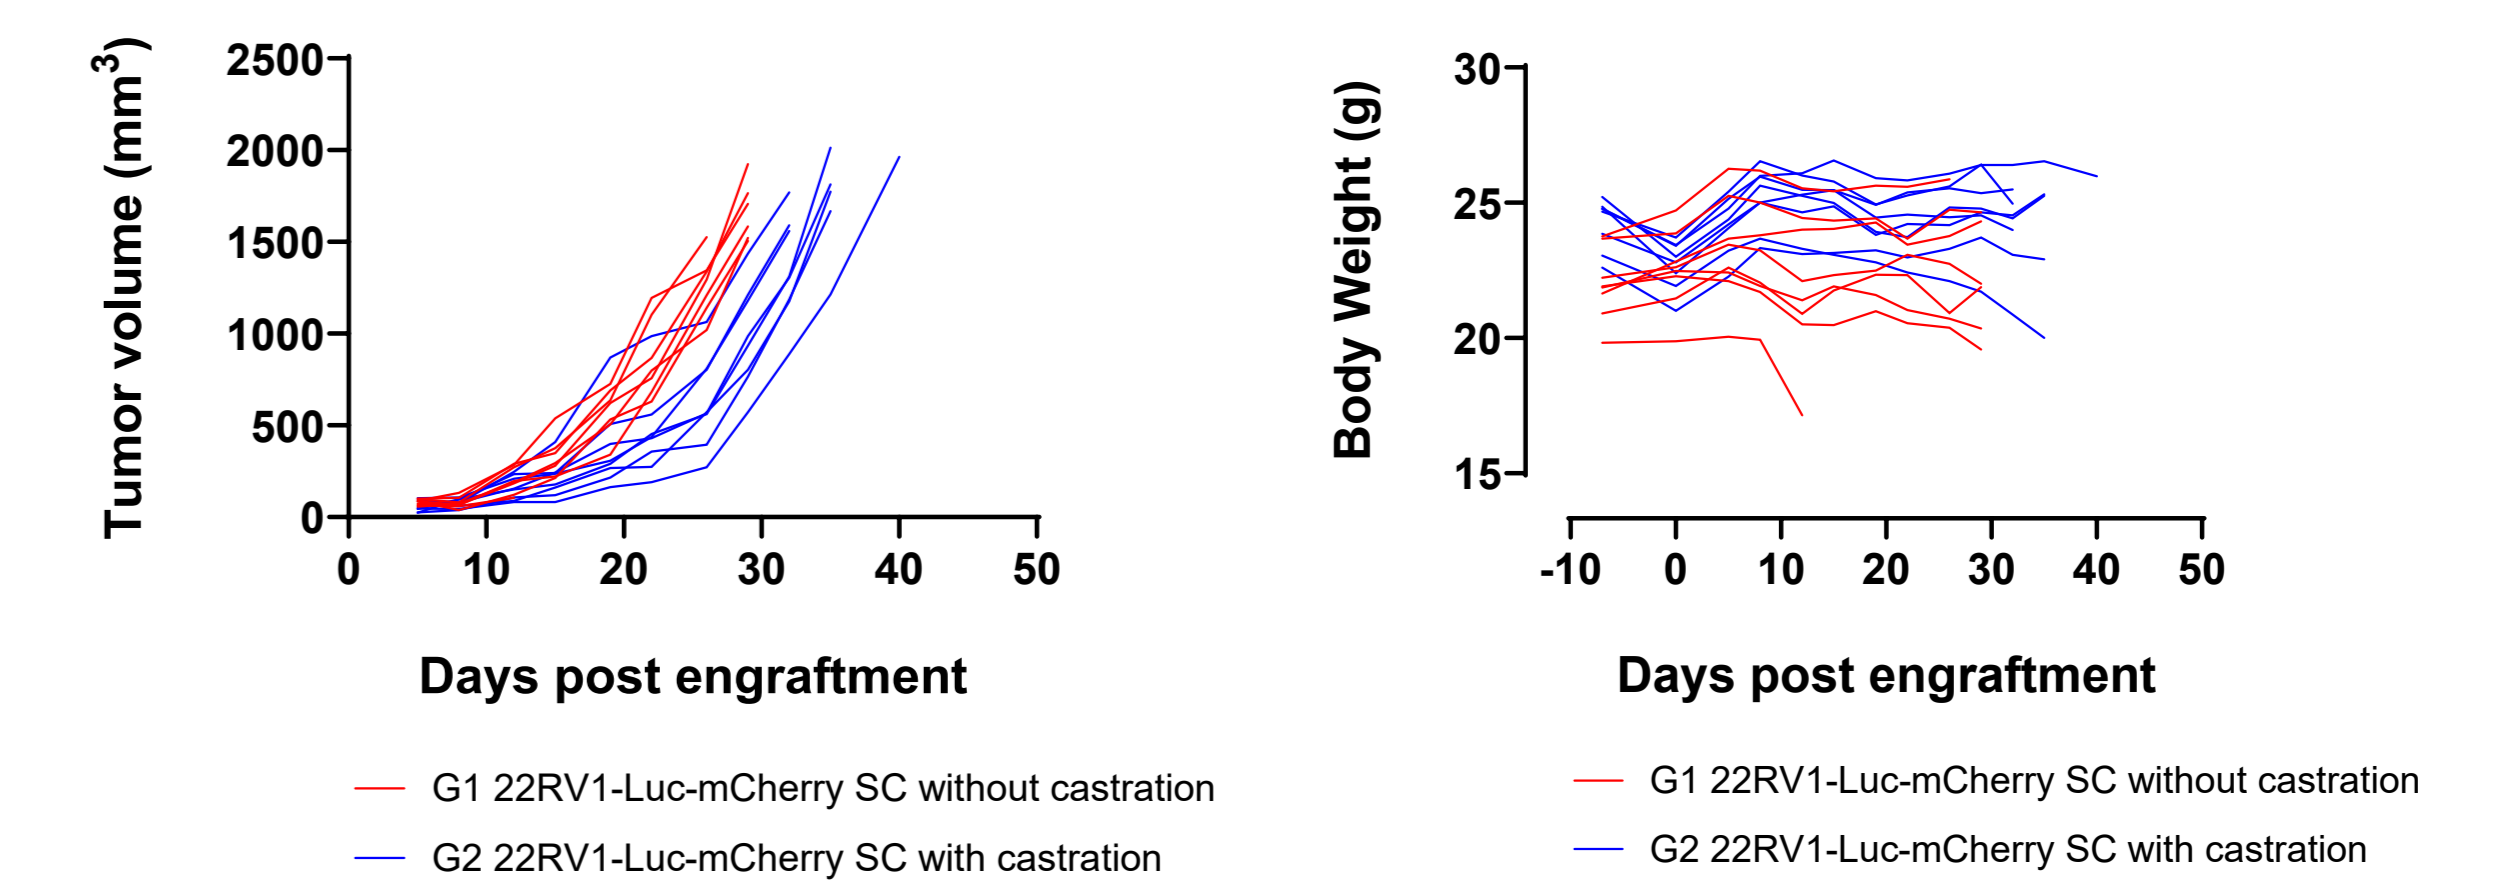 Tumor volume (mm³)
2500
2000
1500
1000
500
0
0 10 20 30 40 50
Days post engraftment
G1 22RV1-Luc-mCherry SC without castration
G2 22RV1-Luc-mCherry SC with castration
Body Weight (g)
30
25
20
15
-10 0 10 20 30 40 50
Days post engraftment
G1 22RV1-Luc-mCherry SC without castration
G2 22RV1-Luc-mCherry SC with castration